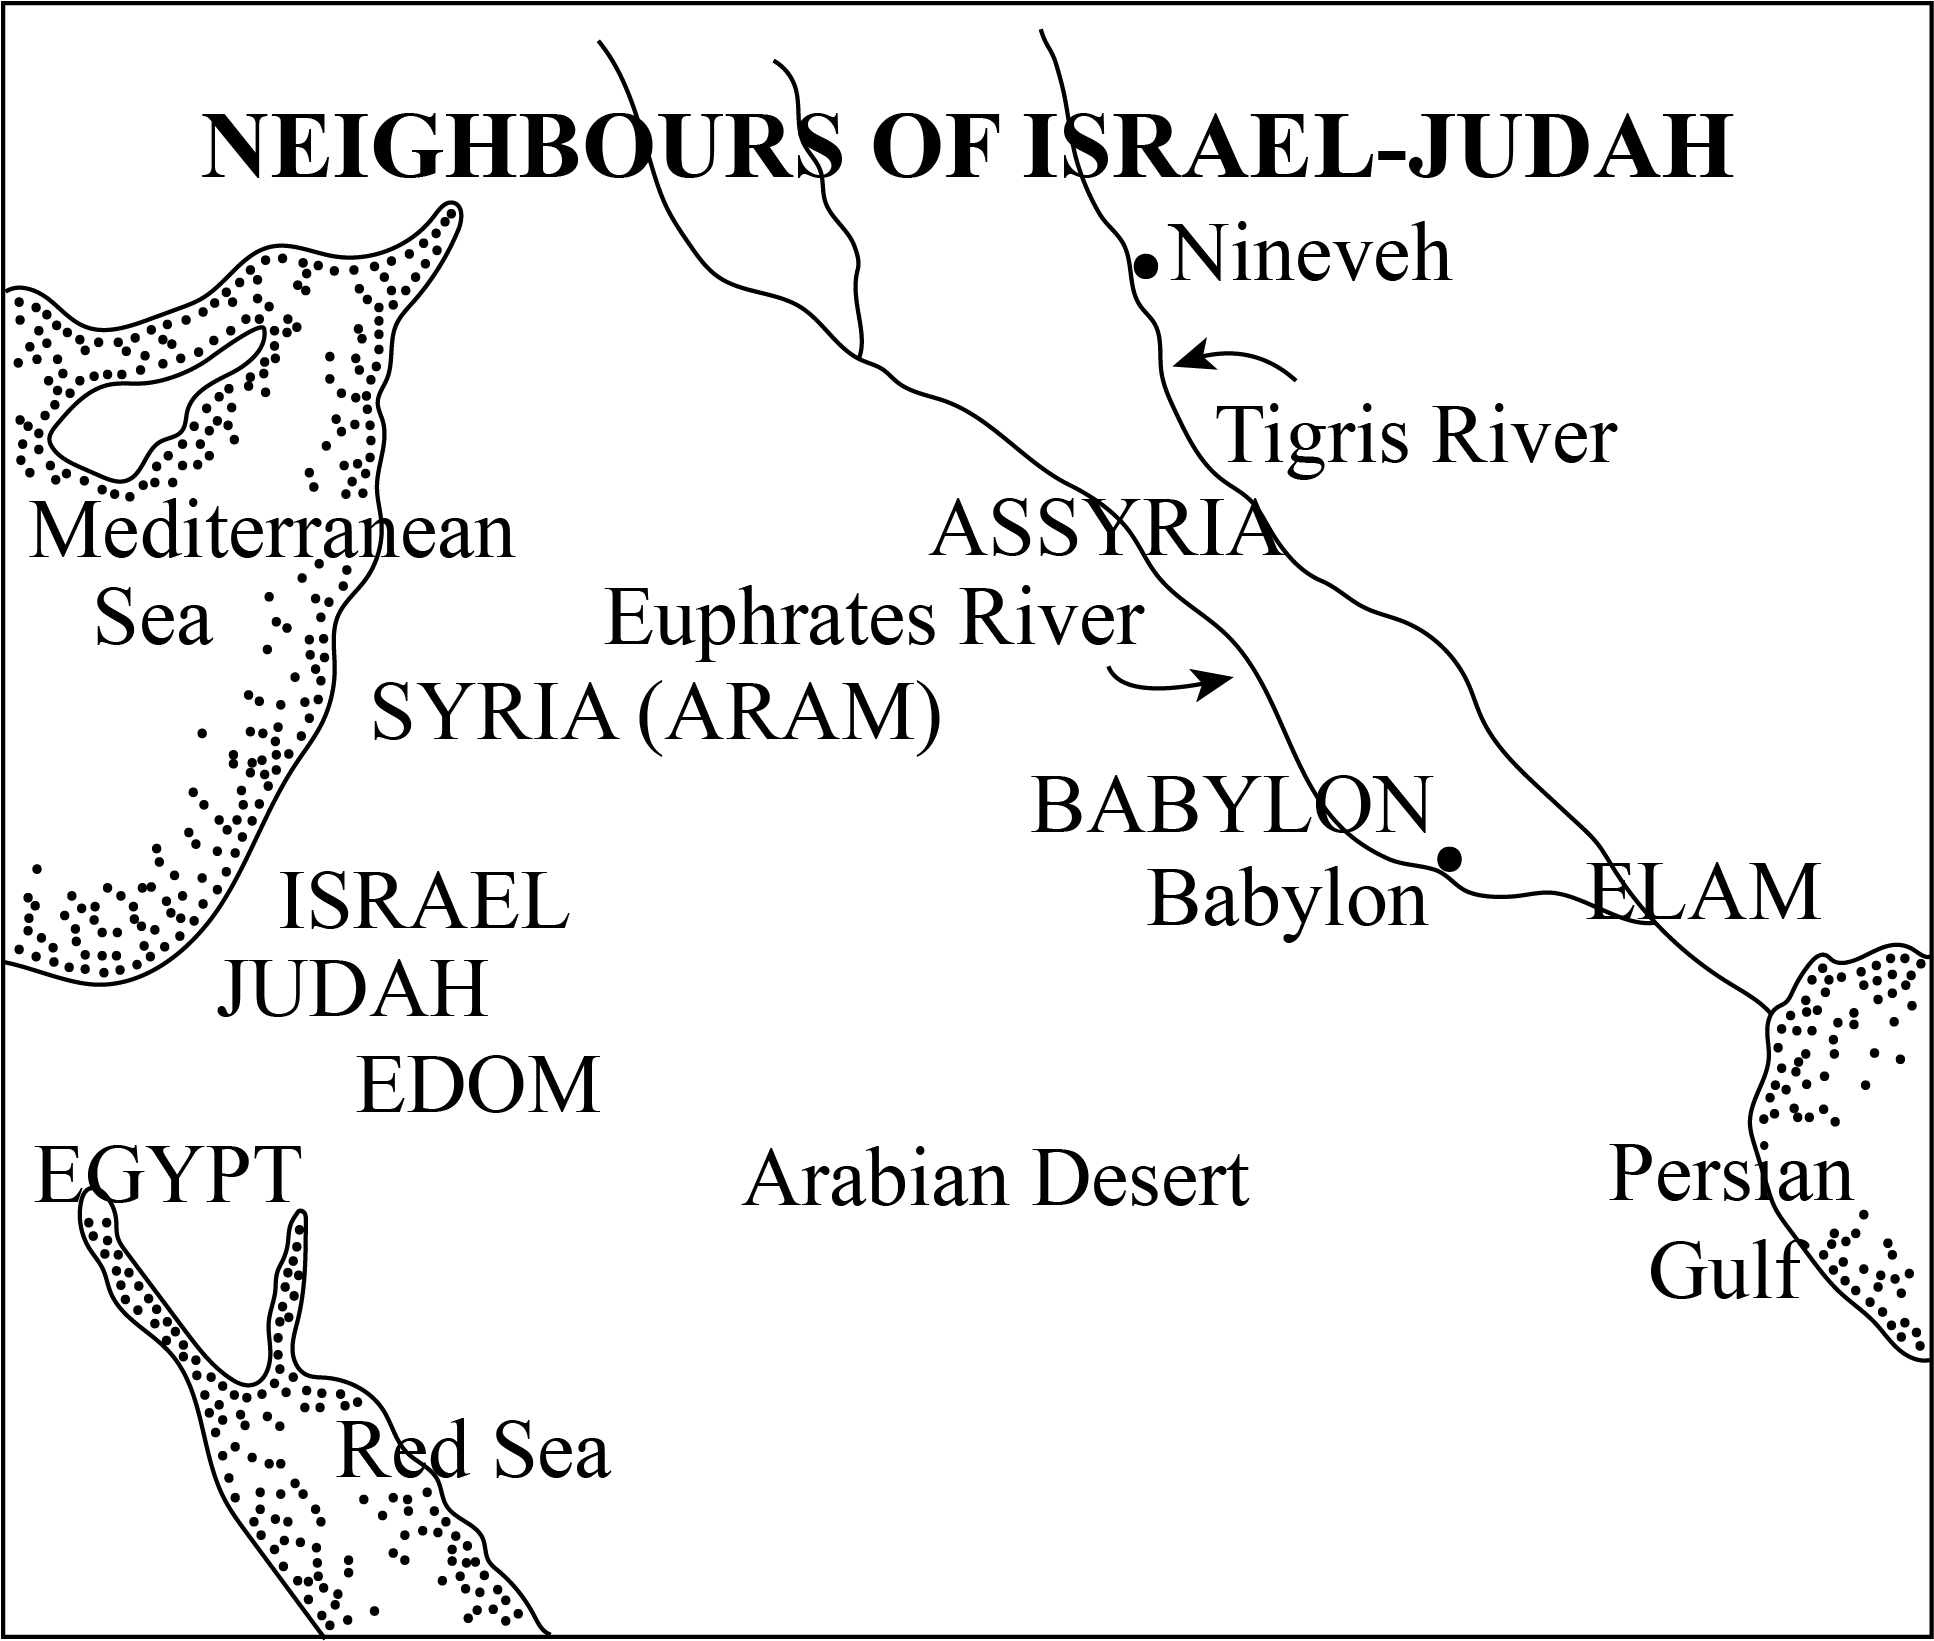 NEIGHBOURS OF ISRAEL-JUDAH
Nineveh
Tigris River
Mediterranean
Sea
ASSYRIA
Euphrates River
SYRIA (ARAM)
BABYLON
Babylon
ELAM
ISRAEL
JUDAH
EDOM
EGYPT
Arabian Desert
Persian
Gulf
Red Sea